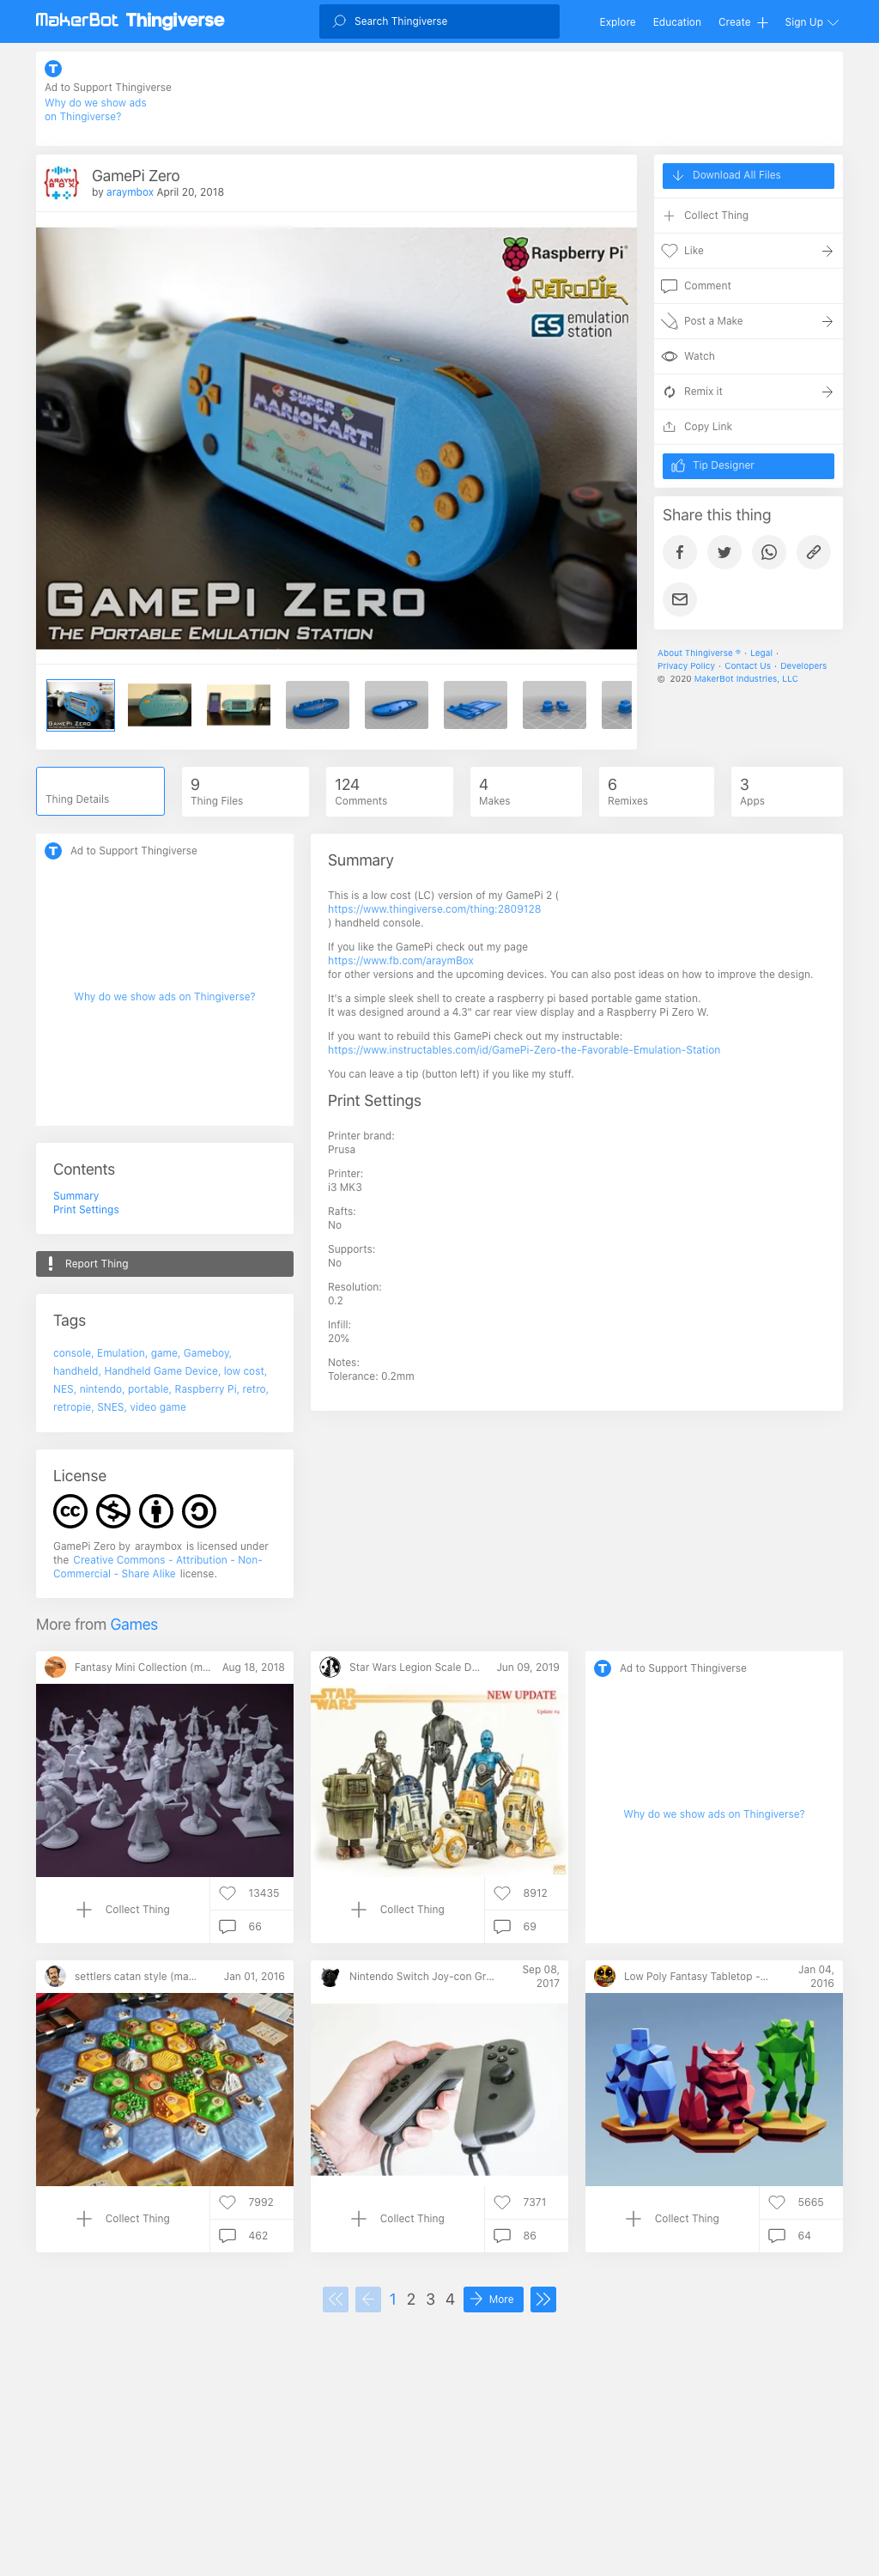 MakerBot Thingiverse
Search Thingiverse
Explore
Education
Create
Sign Up
Ad to Support Thingiverse
Why do we show ads
on Thingiverse?
ARAYM
BOX
GamePi Zero
by araymbox April 20, 2018
Raspberry Pi
RETROPIE
ES emulation
station
SUPER
MARIOKART
GAMEPI ZERO
THE PORTABLE EMULATION STATION
Download All Files
Collect Thing
Like
Comment
Post a Make
Watch
Remix it
Copy Link
Tip Designer
Share this thing
About Thingiverse ® · Legal ·
Privacy Policy · Contact Us · Developers
© 2020 MakerBot Industries, LLC
Thing Details
9
Thing Files
124
Comments
4
Makes
6
Remixes
3
Apps
Ad to Support Thingiverse
Why do we show ads on Thingiverse?
Contents
Summary
Print Settings
Report Thing
Tags
console, Emulation, game, Gameboy,
handheld, Handheld Game Device, low cost,
NES, nintendo, portable, Raspberry Pi, retro,
retropie, SNES, video game
License
GamePi Zero by araymbox is licensed under
the Creative Commons - Attribution - Non-
Commercial - Share Alike license.
Summary
This is a low cost (LC) version of my GamePi 2 (
https://www.thingiverse.com/thing:2809128
) handheld console.
If you like the GamePi check out my page
https://www.fb.com/araymBox
for other versions and the upcoming devices. You can also post ideas on how to improve the design.
It's a simple sleek shell to create a raspberry pi based portable game station.
It was designed around a 4.3" car rear view display and a Raspberry Pi Zero W.
If you want to rebuild this GamePi check out my instructable:
https://www.instructables.com/id/GamePi-Zero-the-Favorable-Emulation-Station
You can leave a tip (button left) if you like my stuff.
Print Settings
Printer brand:
Prusa
Printer:
i3 MK3
Rafts:
No
Supports:
No
Resolution:
0.2
Infill:
20%
Notes:
Tolerance: 0.2mm
More from Games
Fantasy Mini Collection (m... Aug 18, 2018
Collect Thing
13435
66
Star Wars Legion Scale D... Jun 09, 2019
STAR
WARS
NEW UPDATE
Update #4
Collect Thing
8912
69
Ad to Support Thingiverse
Why do we show ads on Thingiverse?
settlers catan style (ma... Jan 01, 2016
Collect Thing
7992
462
Nintendo Switch Joy-con Gr... Sep 08,
2017
Collect Thing
7371
86
Low Poly Fantasy Tabletop -... Jan 04,
2016
Collect Thing
5665
64
1 2 3 4 More